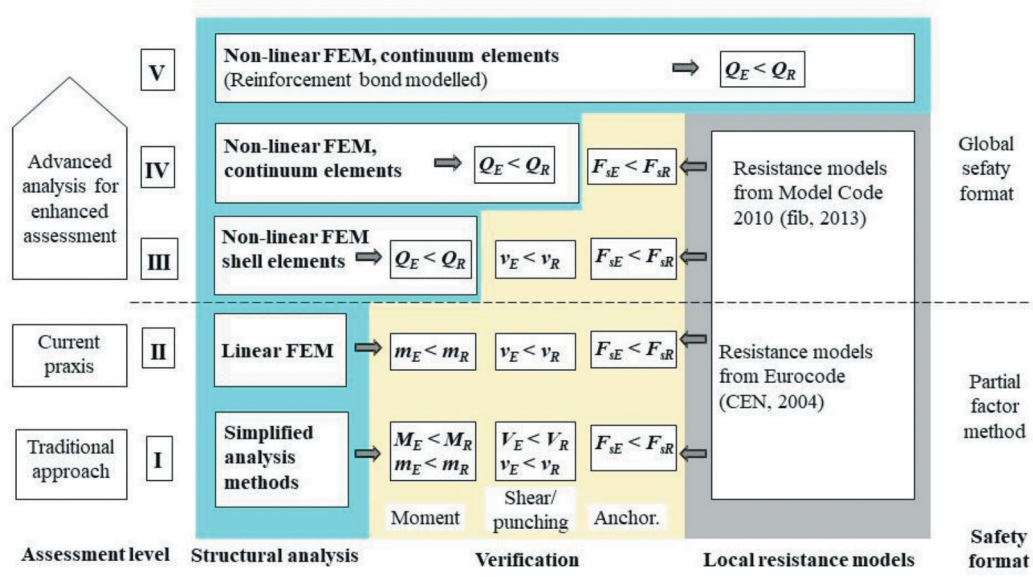 V
Non-linear FEM, continuum elements
(Reinforcement bond modelled)
Q_E < Q_R
Advanced
analysis for
enhanced
assessment
IV
Non-linear FEM,
continuum elements
Q_E < Q_R
F_sE < F_sR
Resistance models
from Model Code
2010 (fib, 2013)
Global
sefaty
format
III
Non-linear FEM
shell elements
Q_E < Q_R
v_E < v_R
F_sE < F_sR
Current
praxis
II
Linear FEM
m_E < m_R
v_E < v_R
F_sE < F_sR
Resistance models
from Eurocode
(CEN, 2004)
Partial
factor
method
Traditional
approach
I
Simplified
analysis
methods
M_E < M_R
m_E < m_R
V_E < V_R
v_E < v_R
F_sE < F_sR
Moment
Shear/
punching
Anchor.
Assessment level
Structural analysis
Verification
Local resistance models
Safety
format